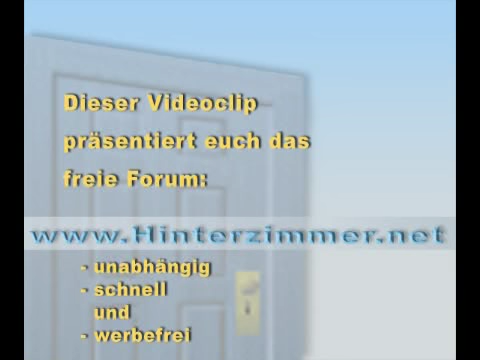 Dieser Videoclip
präsentiert euch das
freie Forum:
www.Hinterzimmer.net
- unabhängig
- schnell
und
- werbefrei